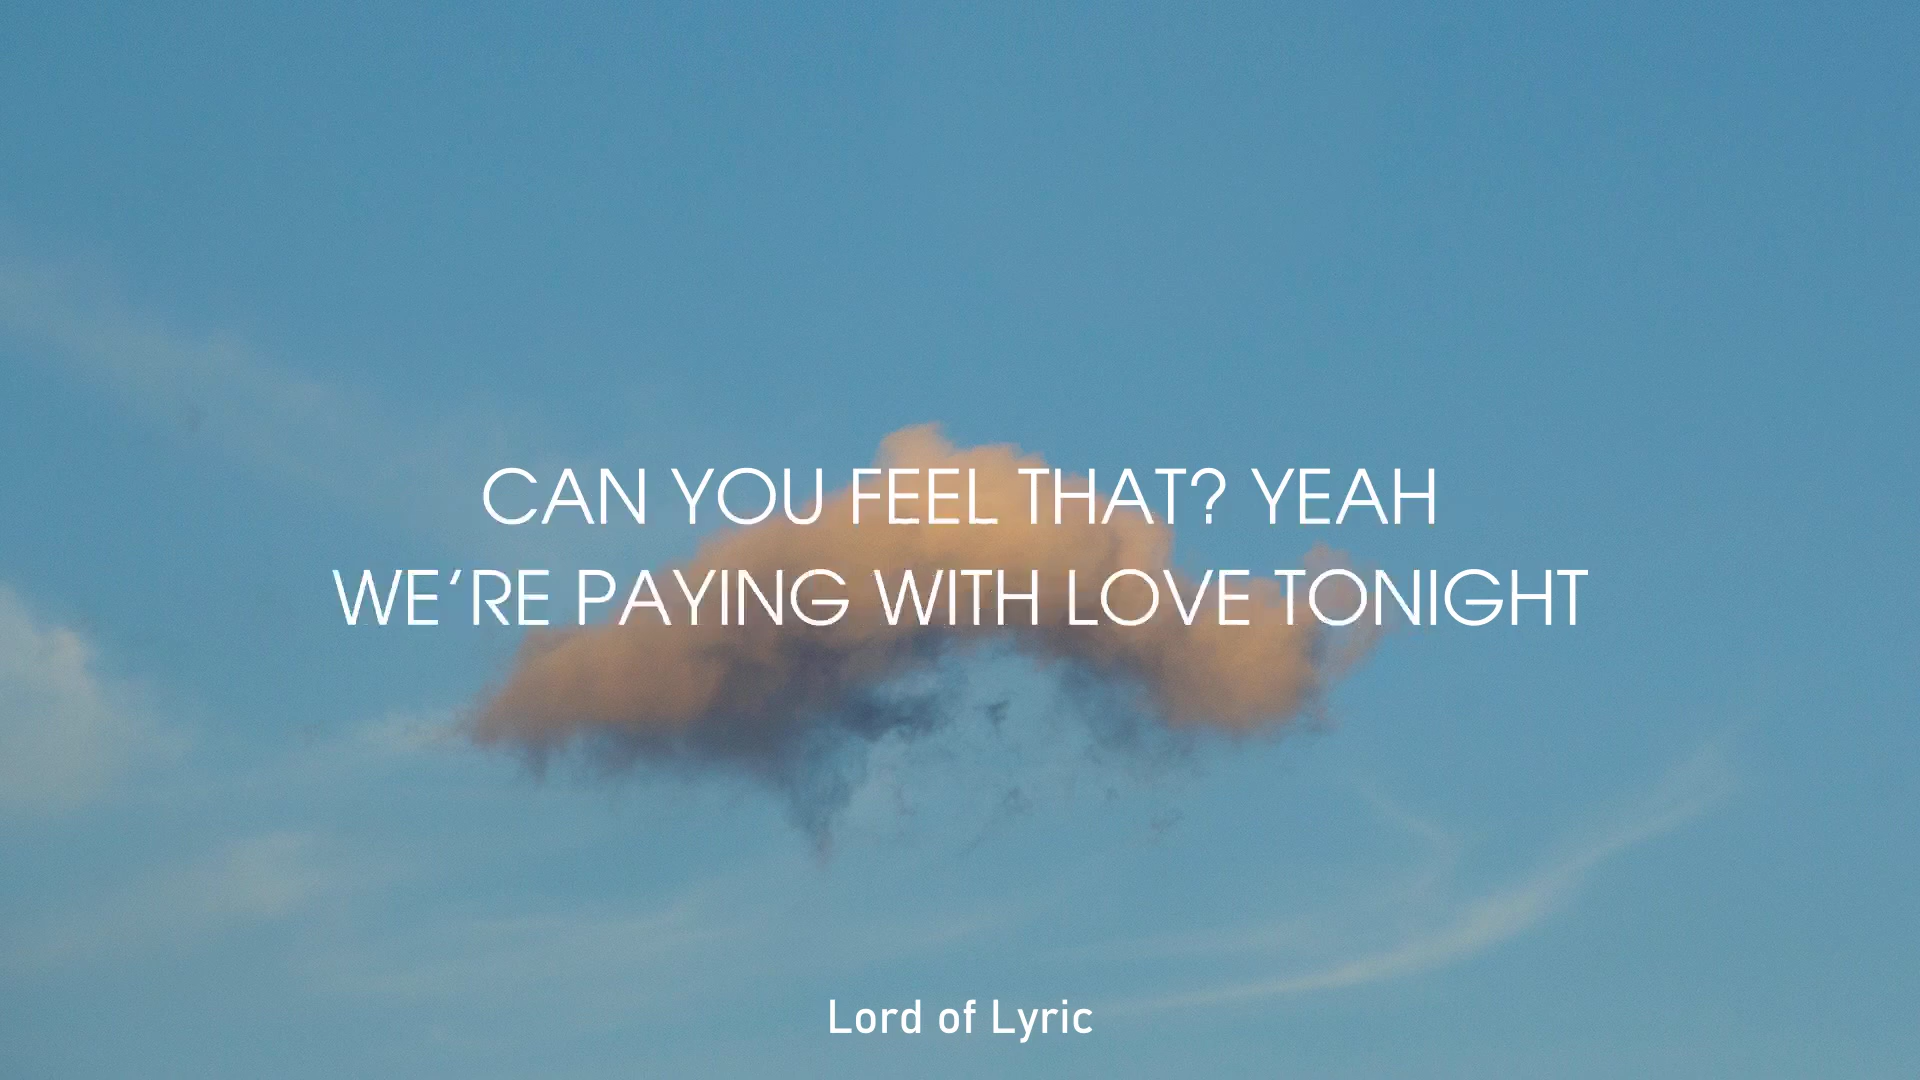 CAN YOU FEEL THAT? YEAH
WE’RE PAYING WITH LOVE TONIGHT
Lord of Lyric